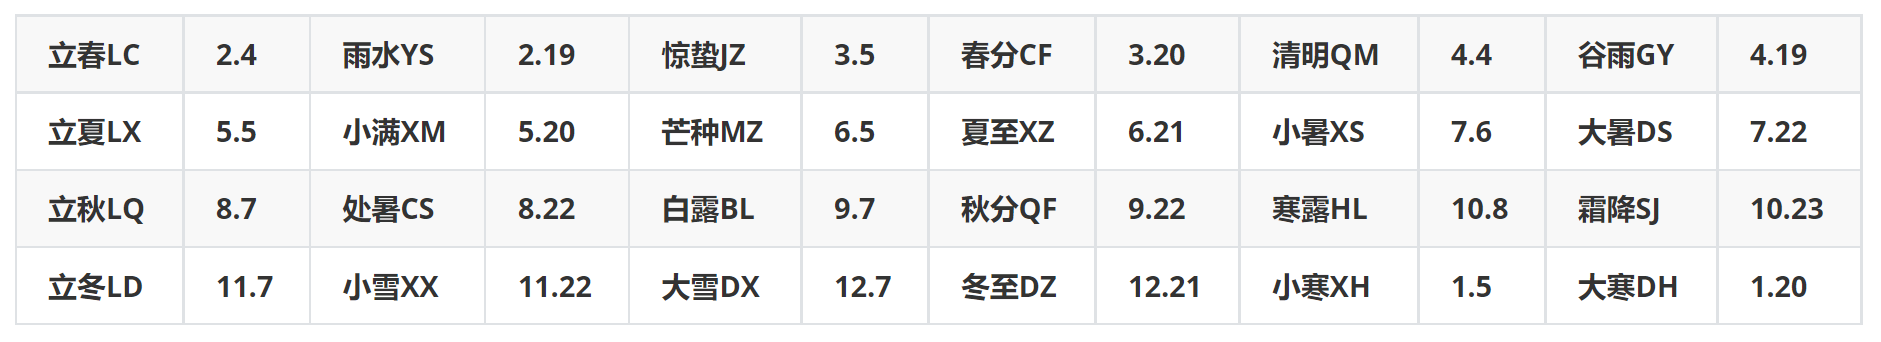 立春LC 2.4 雨水YS 2.19 惊蛰JZ 3.5 春分CF 3.20 清明QM 4.4 谷雨GY 4.19
立夏LX 5.5 小满XM 5.20 芒种MZ 6.5 夏至XZ 6.21 小暑XS 7.6 大暑DS 7.22
立秋LQ 8.7 处暑CS 8.22 白露BL 9.7 秋分QF 9.22 寒露HL 10.8 霜降SJ 10.23
立冬LD 11.7 小雪XX 11.22 大雪DX 12.7 冬至DZ 12.21 小寒XH 1.5 大寒DH 1.20